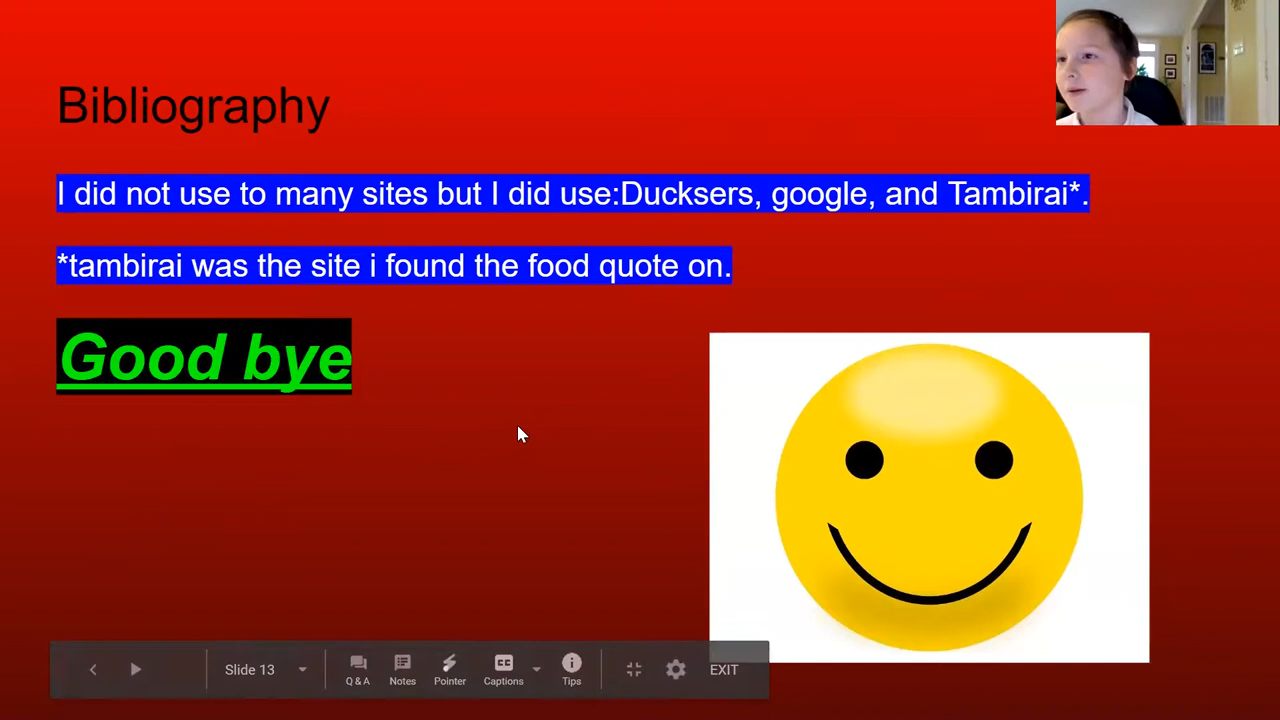 Bibliography
I did not use to many sites but I did use:Ducksers, google, and Tambirai*.
*tambirai was the site i found the food quote on.
Good bye
Slide 13
Q & A
Notes
Pointer
CC
Captions
Tips
EXIT